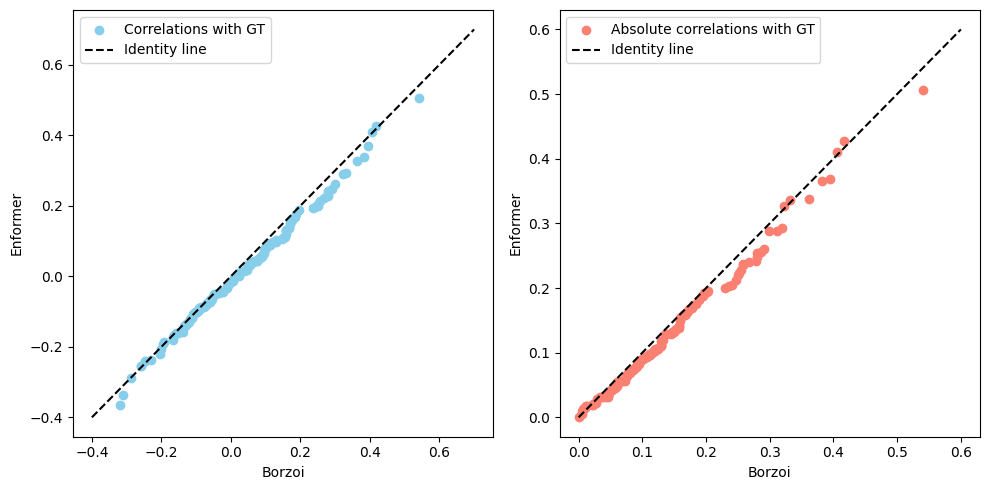 Correlations with GT
Identity line
0.6
0.4
0.2
0.0
−0.2
−0.4
Enformer
−0.4 −0.2 0.0 0.2 0.4 0.6
Borzoi
Absolute correlations with GT
Identity line
0.6
0.5
0.4
0.3
0.2
0.1
0.0
Enformer
0.0 0.1 0.2 0.3 0.4 0.5 0.6
Borzoi